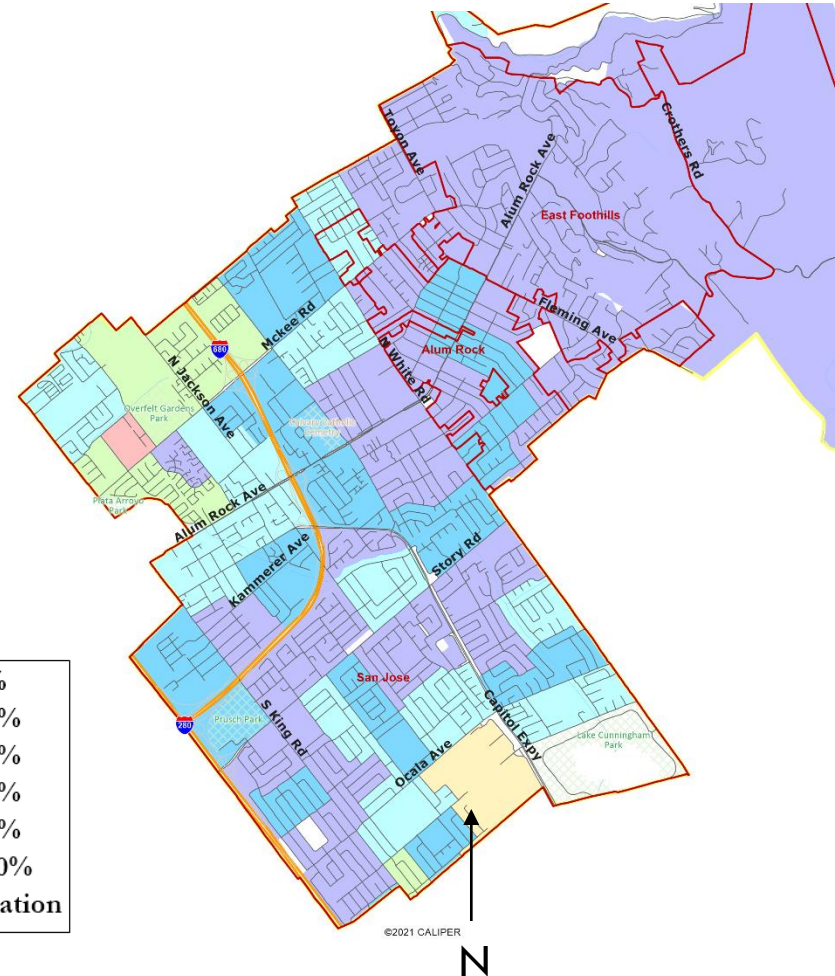 Toyon Ave
Crothers Rd
Alum Rock Ave
East Foothills
Fleming Ave
Mckee Rd
680
N Jackson Ave
Alum Rock
N White Rd
Overfelt Gardens
Park
Plata Arroyo
Park
Alum Rock Ave
Kammerer Ave
Story Rd
San Jose
S King Rd
Prusch Park
280
Capitol Expy
Ocala Ave
Lake Cunningham
Park
%
%
%
%
%
0%
ation
©2021 CALIPER
N